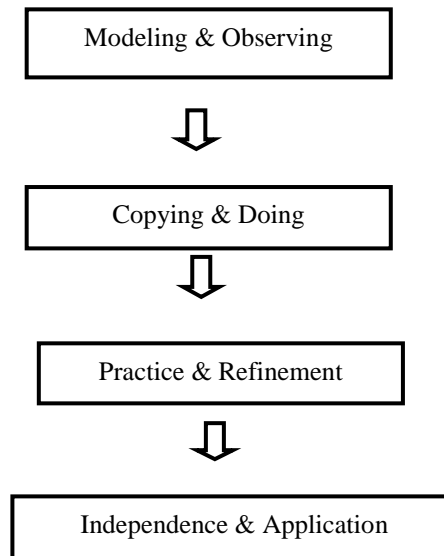 Modeling & Observing
Copying & Doing
Practice & Refinement
Independence & Application